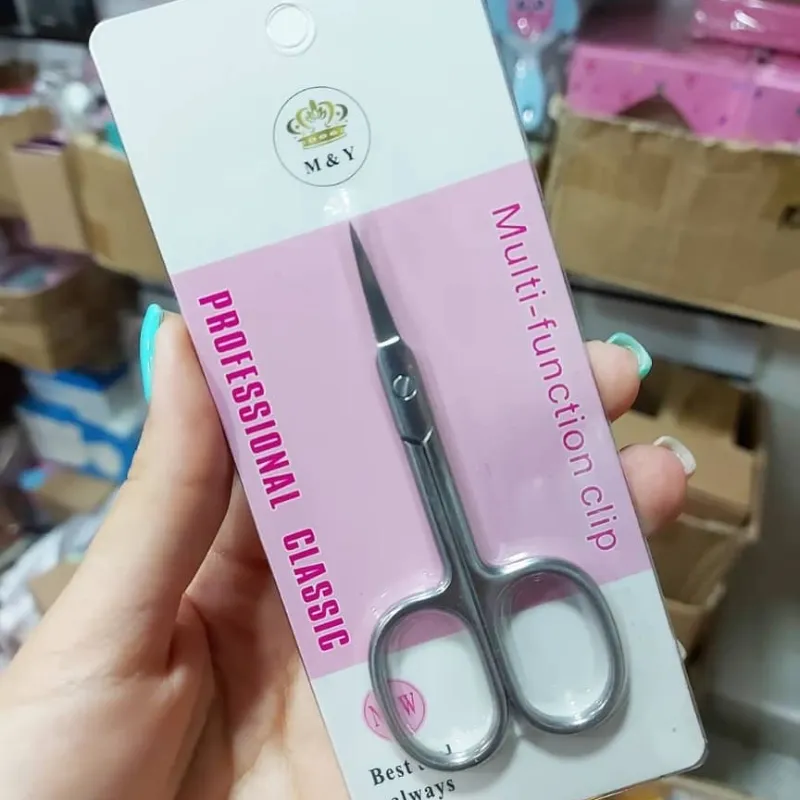 M & Y
Multi-function clip
PROFESSIONAL CLASSIC
Best
always